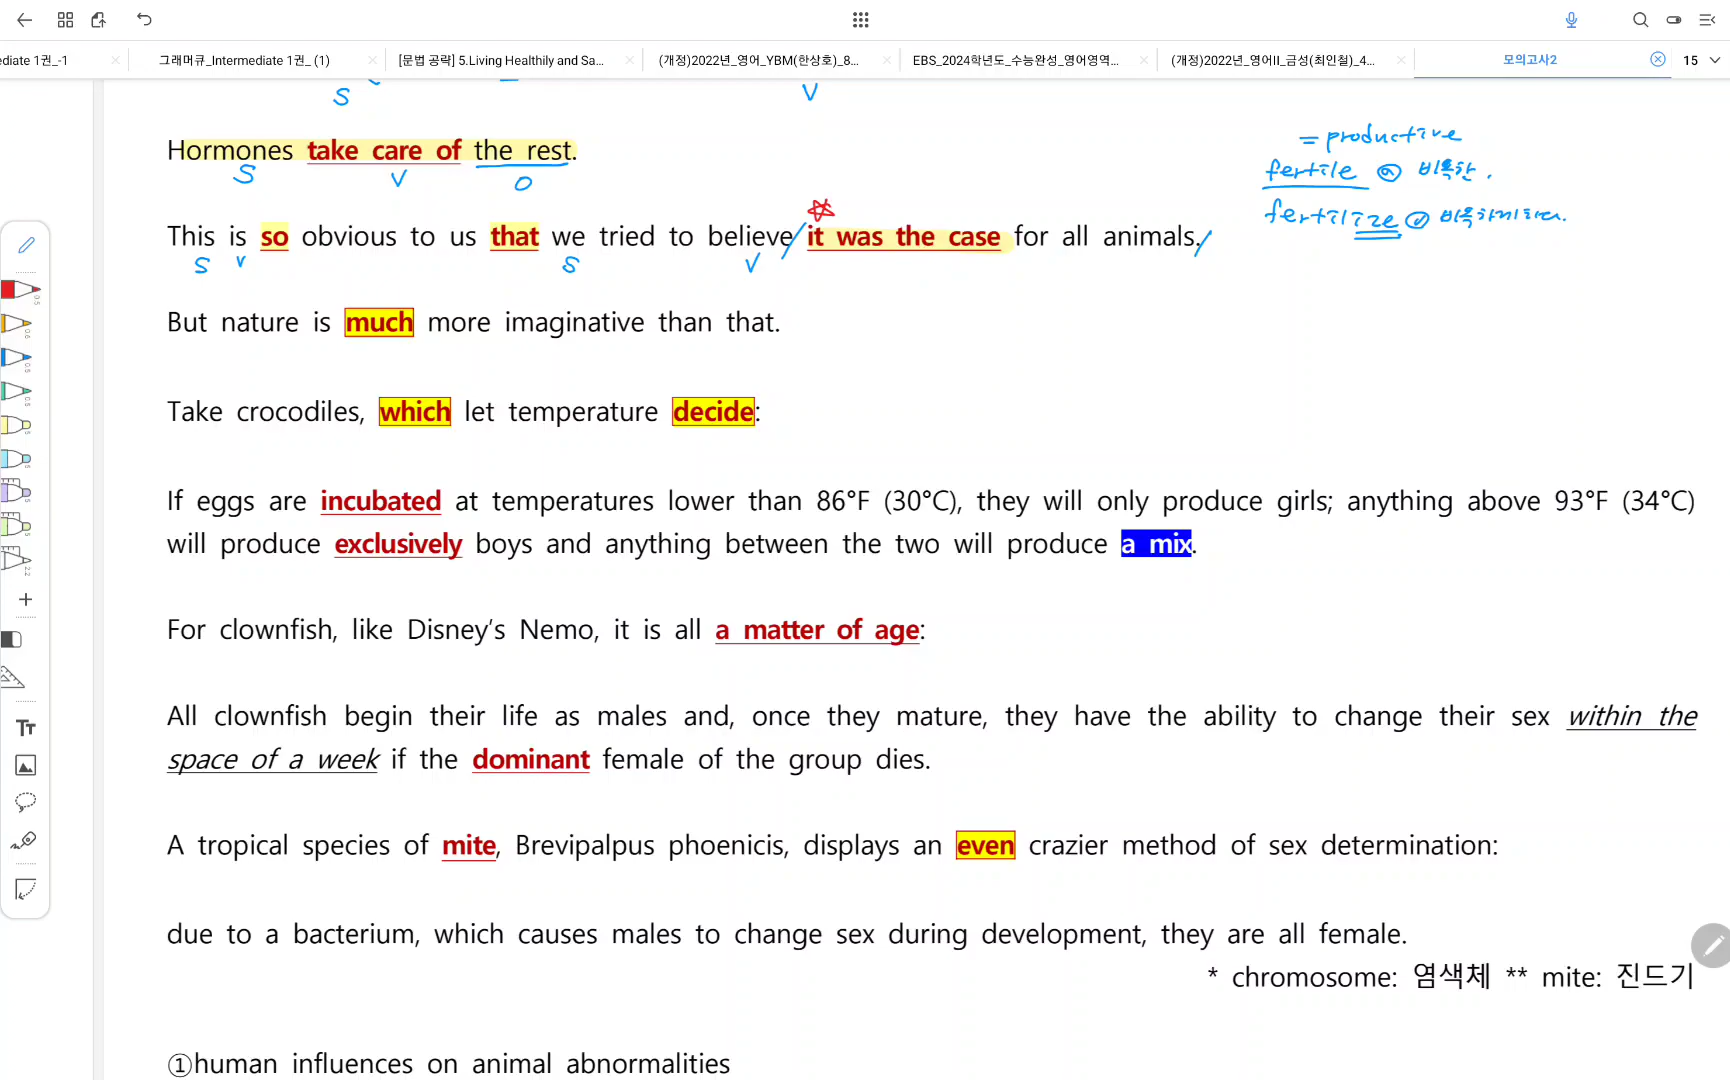 ediate 1권_-1
그래머큐_Intermediate 1권_ (1)
[문법 공략] 5.Living Healthily and Sa...
(개정)2022년_영어_YBM(한상호)_8...
EBS_2024학년도_수능완성_영어영역...
(개정)2022년_영어II_금성(최인철)_4...
모의고사2
15
S
V
= productive
Hormones take care of the rest.
S V O
fertile ⓐ 비옥한.
fertilize ⓥ 비옥하게하다.
This is so obvious to us that we tried to believe/ it was the case for all animals./
S V S V
But nature is much more imaginative than that.
Take crocodiles, which let temperature decide:
If eggs are incubated at temperatures lower than 86°F (30°C), they will only produce girls; anything above 93°F (34°C)
will produce exclusively boys and anything between the two will produce a mix.
For clownfish, like Disney's Nemo, it is all a matter of age:
All clownfish begin their life as males and, once they mature, they have the ability to change their sex within the
space of a week if the dominant female of the group dies.
A tropical species of mite, Brevipalpus phoenicis, displays an even crazier method of sex determination:
due to a bacterium, which causes males to change sex during development, they are all female.
* chromosome: 염색체 ** mite: 진드기
①human influences on animal abnormalities
Tт